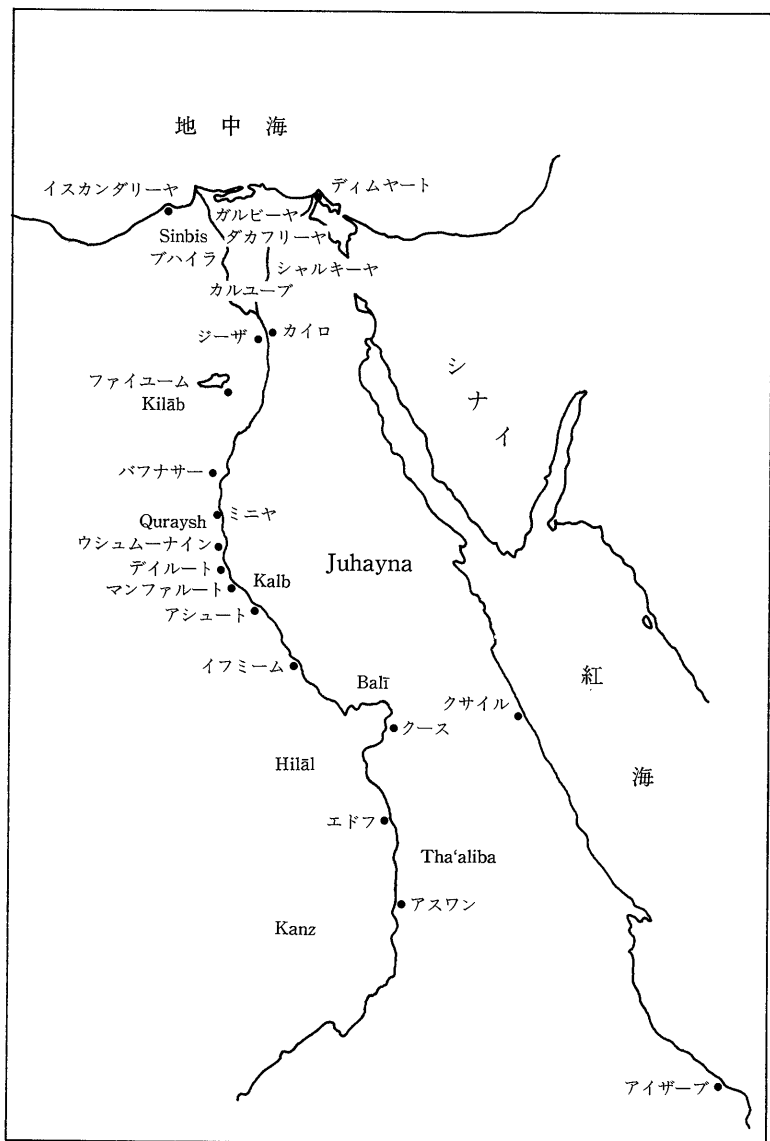 地中海
イスカンダリーヤ
ディムヤート
ガルビーヤ
Sinbis
ダカフリーヤ
ブハイラ
シャルキーヤ
カルユーブ
ジーザ
カイロ
シナイ
ファイユーム
Kilāb
バフナサー
Quraysh
ミニヤ
ウシュムーナイン
デイルート
Juhayna
マンファルート
Kalb
アシュート
イフミーム
紅海
Balī
クサイル
クース
Hilāl
エドフ
Tha‘aliba
アスワン
Kanz
アイザーブ